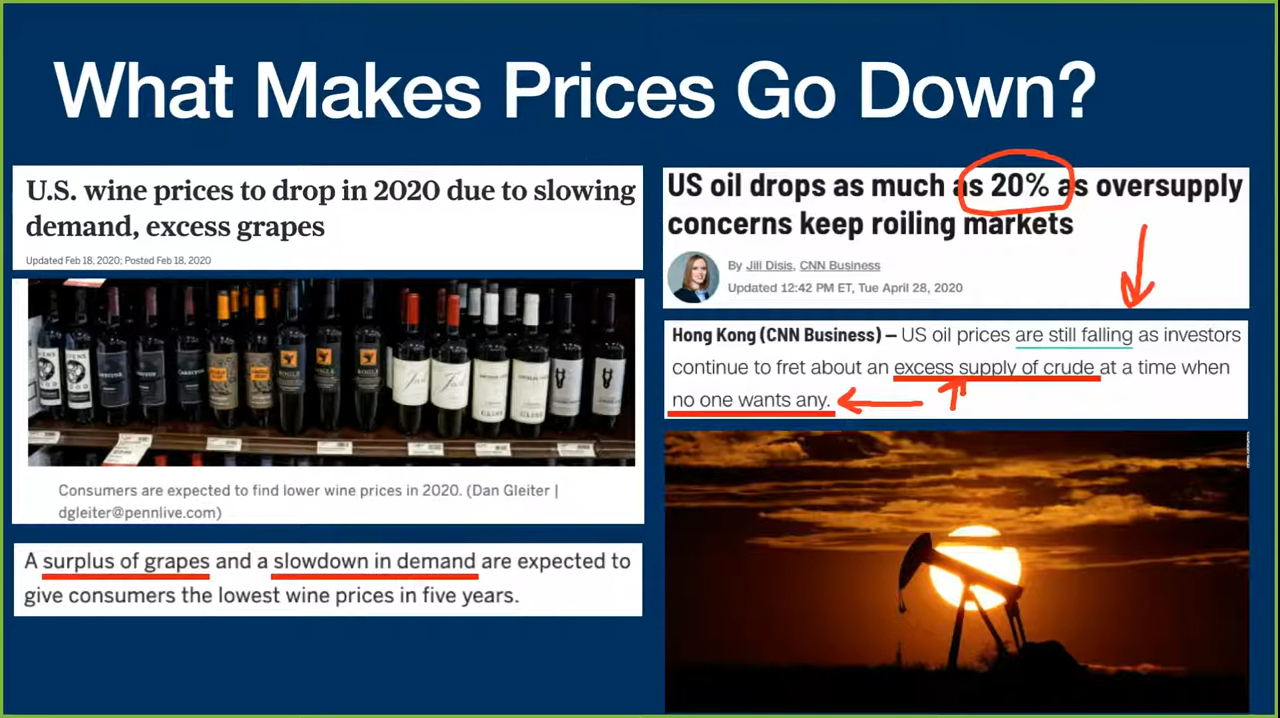 What Makes Prices Go Down?
U.S. wine prices to drop in 2020 due to slowing
demand, excess grapes
Updated Feb 18, 2020; Posted Feb 18, 2020
Consumers are expected to find lower wine prices in 2020. (Dan Gleiter |
dgleiter@pennlive.com)
A surplus of grapes and a slowdown in demand are expected to
give consumers the lowest wine prices in five years.
US oil drops as much as 20% as oversupply
concerns keep roiling markets
By Jill Disis, CNN Business
Updated 12:42 PM ET, Tue April 28, 2020
Hong Kong (CNN Business) — US oil prices are still falling as investors
continue to fret about an excess supply of crude at a time when
no one wants any.